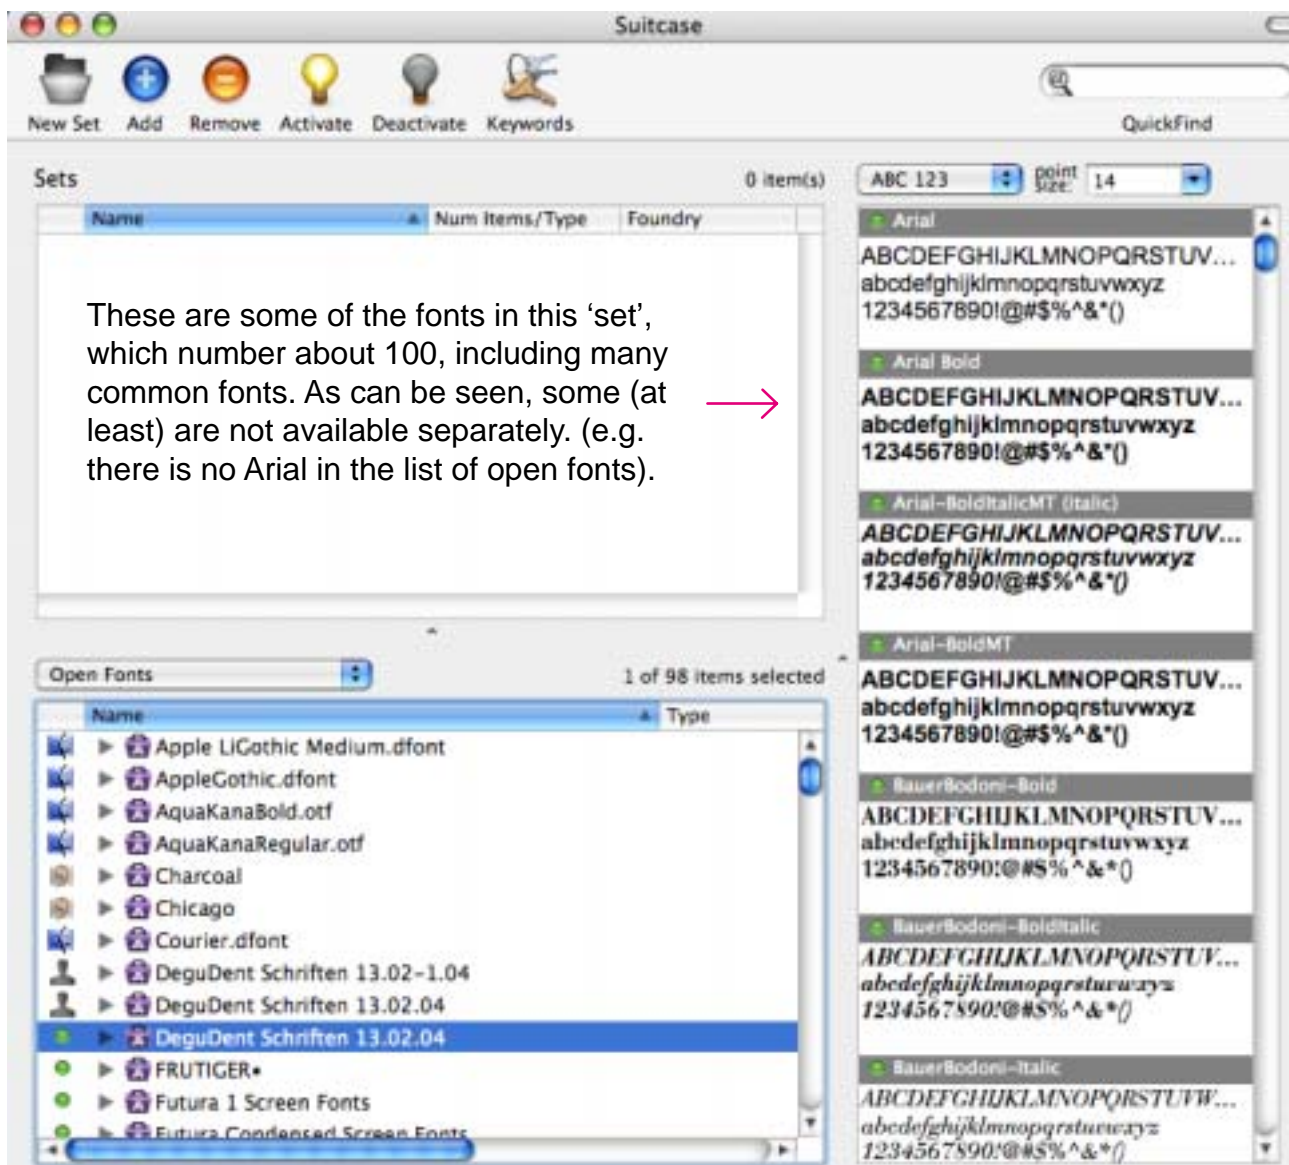 Suitcase
New Set Add Remove Activate Deactivate Keywords
QuickFind
Sets
0 item(s)
Name Num Items/Type Foundry
These are some of the fonts in this ‘set’,
which number about 100, including many
common fonts. As can be seen, some (at
least) are not available separately. (e.g.
there is no Arial in the list of open fonts).
Open Fonts
1 of 98 items selected
Name Type
Apple LiGothic Medium.dfont
AppleGothic.dfont
AquaKanaBold.otf
AquaKanaRegular.otf
Charcoal
Chicago
Courier.dfont
DeguDent Schriften 13.02-1.04
DeguDent Schriften 13.02.04
DeguDent Schriften 13.02.04
FRUTIGER•
Futura 1 Screen Fonts
Futura Condensed Screen Fonts
ABC 123 point size: 14
Arial
ABCDEFGHIJKLMNOPQRSTUV...
abcdefghijklmnopqrstuvwxyz
1234567890!@#$%^&*()
Arial Bold
ABCDEFGHIJKLMNOPQRSTUV...
abcdefghijklmnopqrstuvwxyz
1234567890!@#$%^&*()
Arial-BoldItalicMT (Italic)
ABCDEFGHIJKLMNOPQRSTUV...
abcdefghijklmnopqrstuvwxyz
1234567890!@#$%^&*()
Arial-BoldMT
ABCDEFGHIJKLMNOPQRSTUV...
abcdefghijklmnopqrstuvwxyz
1234567890!@#$%^&*()
BauerBodoni-Bold
ABCDEFGHIJKLMNOPQRSTUV...
abcdefghijklmnopqrstuvwxyz
1234567890!@#$%^&*()
BauerBodoni-BoldItalic
ABCDEFGHIJKLMNOPQRSTUV...
abcdefghijklmnopqrstuvwxyz
1234567890!@#$%^&*()
BauerBodoni-Italic
ABCDEFGHIJKLMNOPQRSTUVW...
abcdefghijklmnopqrstuvwxyz
1234567890!@#$%^&*()